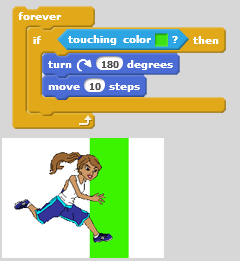 forever
if touching color ? then
turn 180 degrees
move 10 steps